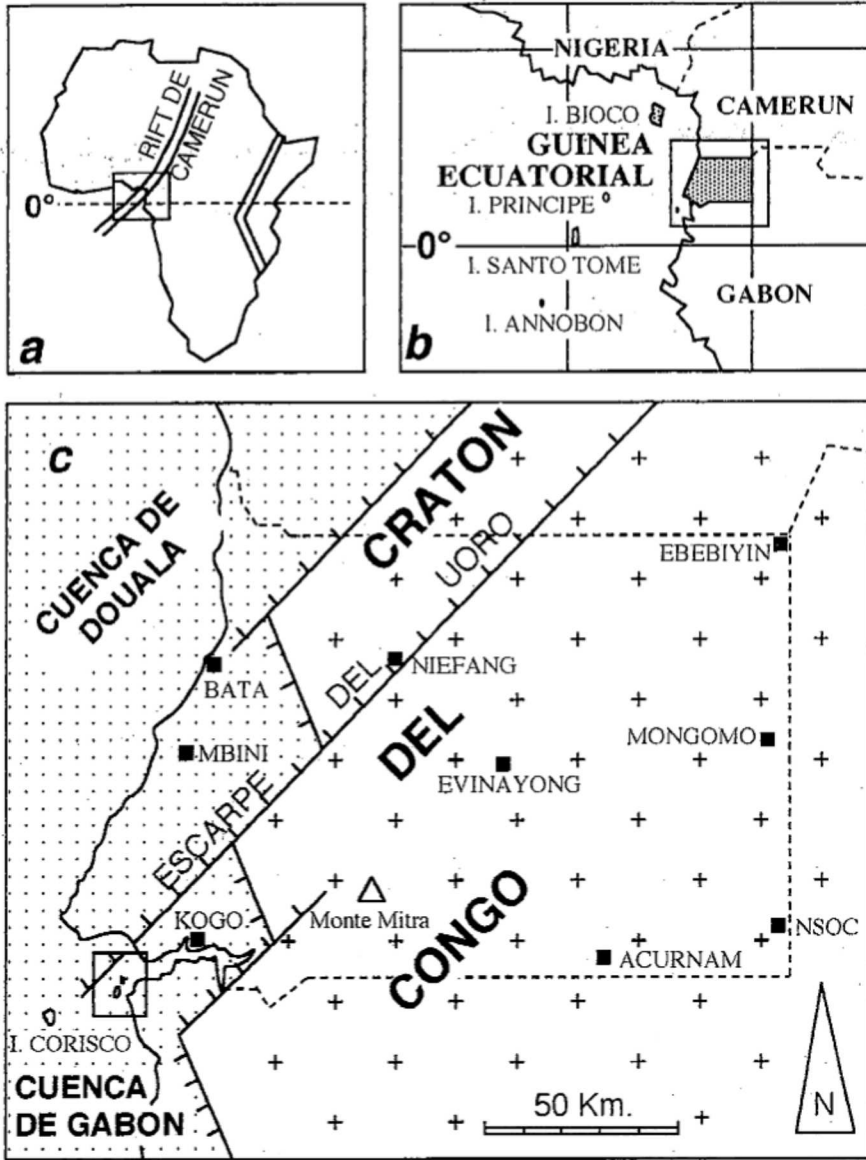 RIFT DE
CAMERUN
0°
a
NIGERIA
I. BIOCO
CAMERUN
GUINEA
ECUATORIAL
I. PRINCIPE
0°
I. SANTO TOME
GABON
I. ANNOBON
b
c
CRATON
CUENCA DE
DOUALA
UORO
EBEBIYIN
DEL
NIEFANG
BATA
DEL
MBINI
MONGOMO
EVINAYONG
ESCARPE
Monte Mitra
KOGO
CONGO
NSOC
ACURNAM
I. CORISCO
CUENCA
DE GABON
50 Km.
N